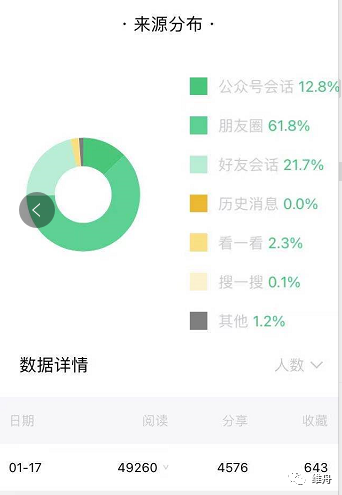 · 来源分布 ·
公众号会话 12.8%
朋友圈 61.8%
好友会话 21.7%
历史消息 0.0%
看一看 2.3%
搜一搜 0.1%
其他 1.2%
数据详情 人数
日期 阅读 分享 收藏
01-17 49260 4576 643
维舟